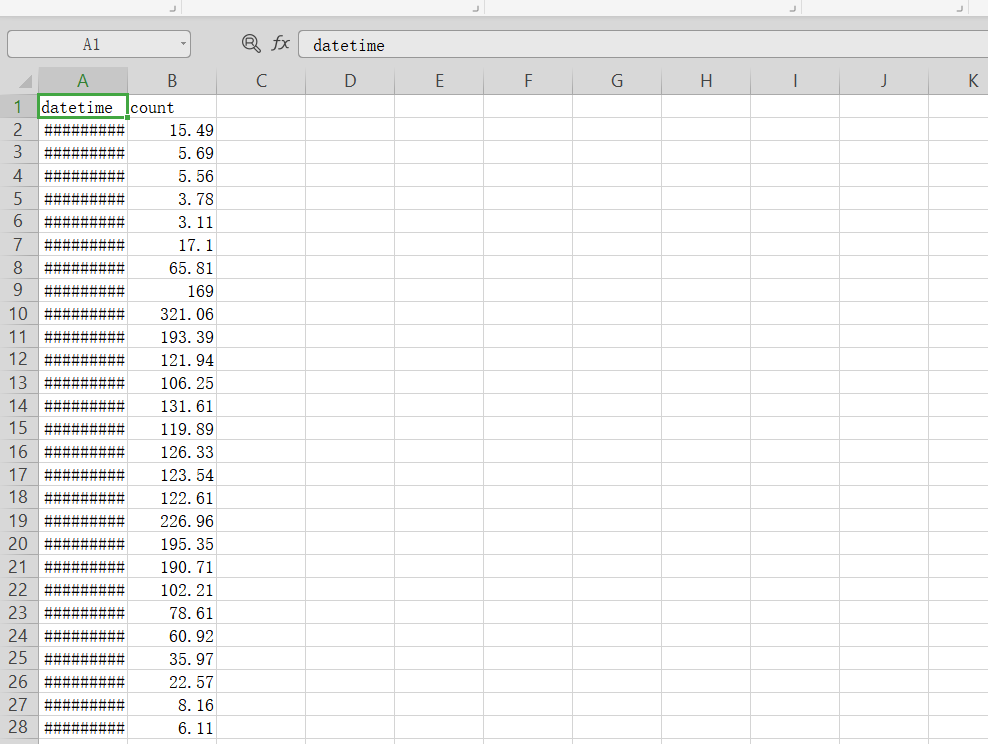 A1 fx datetime
A B C D E F G H I J K
1 datetime count
2 ######### 15.49
3 ######### 5.69
4 ######### 5.56
5 ######### 3.78
6 ######### 3.11
7 ######### 17.1
8 ######### 65.81
9 ######### 169
10 ######### 321.06
11 ######### 193.39
12 ######### 121.94
13 ######### 106.25
14 ######### 131.61
15 ######### 119.89
16 ######### 126.33
17 ######### 123.54
18 ######### 122.61
19 ######### 226.96
20 ######### 195.35
21 ######### 190.71
22 ######### 102.21
23 ######### 78.61
24 ######### 60.92
25 ######### 35.97
26 ######### 22.57
27 ######### 8.16
28 ######### 6.11